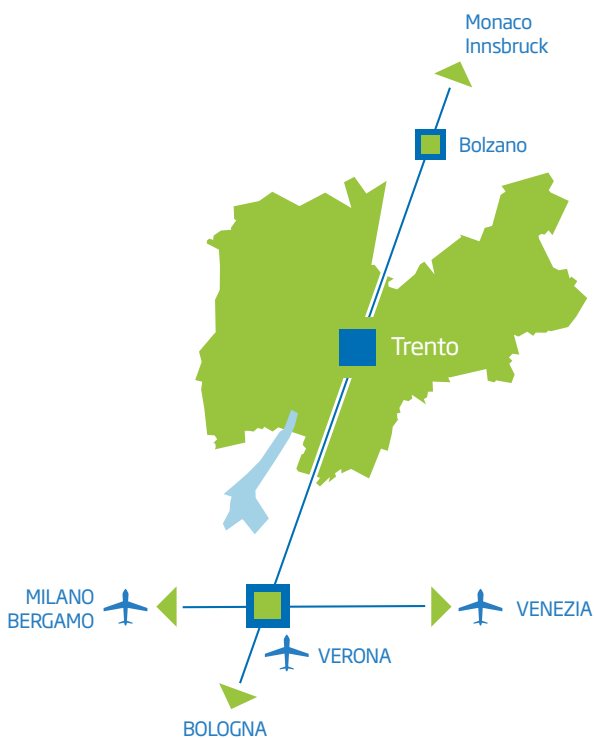 Monaco
Innsbruck
Bolzano
Trento
MILANO
BERGAMO
VENEZIA
VERONA
BOLOGNA